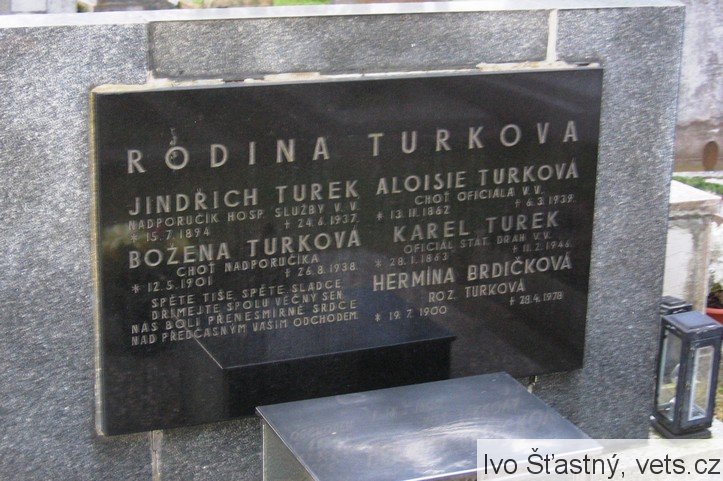 RODINA TURKOVA
JINDŘICH TUREK
NADPORUČÍK HOSP. SLUŽBY V. V.
* 15.7.1894 + 24.6.1937.
BOŽENA TURKOVÁ
CHOŤ NADPORUČÍKA
* 12.5.1901 + 26.8.1938.
SPĚTE TIŠE SPĚTE SLADCE
DŘÍMEJTE SPOLU VĚČNÝ SEN
NÁS BOLÍ PŘENESMÍRNĚ SRDCE
NAD PŘEDČASNÝM VAŠÍM ODCHODEM.
ALOISIE TURKOVÁ
CHOŤ OFICIÁLA V. V.
* 13.11.1862 + 6.3.1939.
KAREL TUREK
OFICIÁL STÁT. DRAH V. V.
* 28.1.1863 + 11.2.1946.
HERMÍNA BRDIČKOVÁ
ROZ. TURKOVÁ
* 19.7.1900 + 28.4.1978
Ivo Šťastný, vets.cz